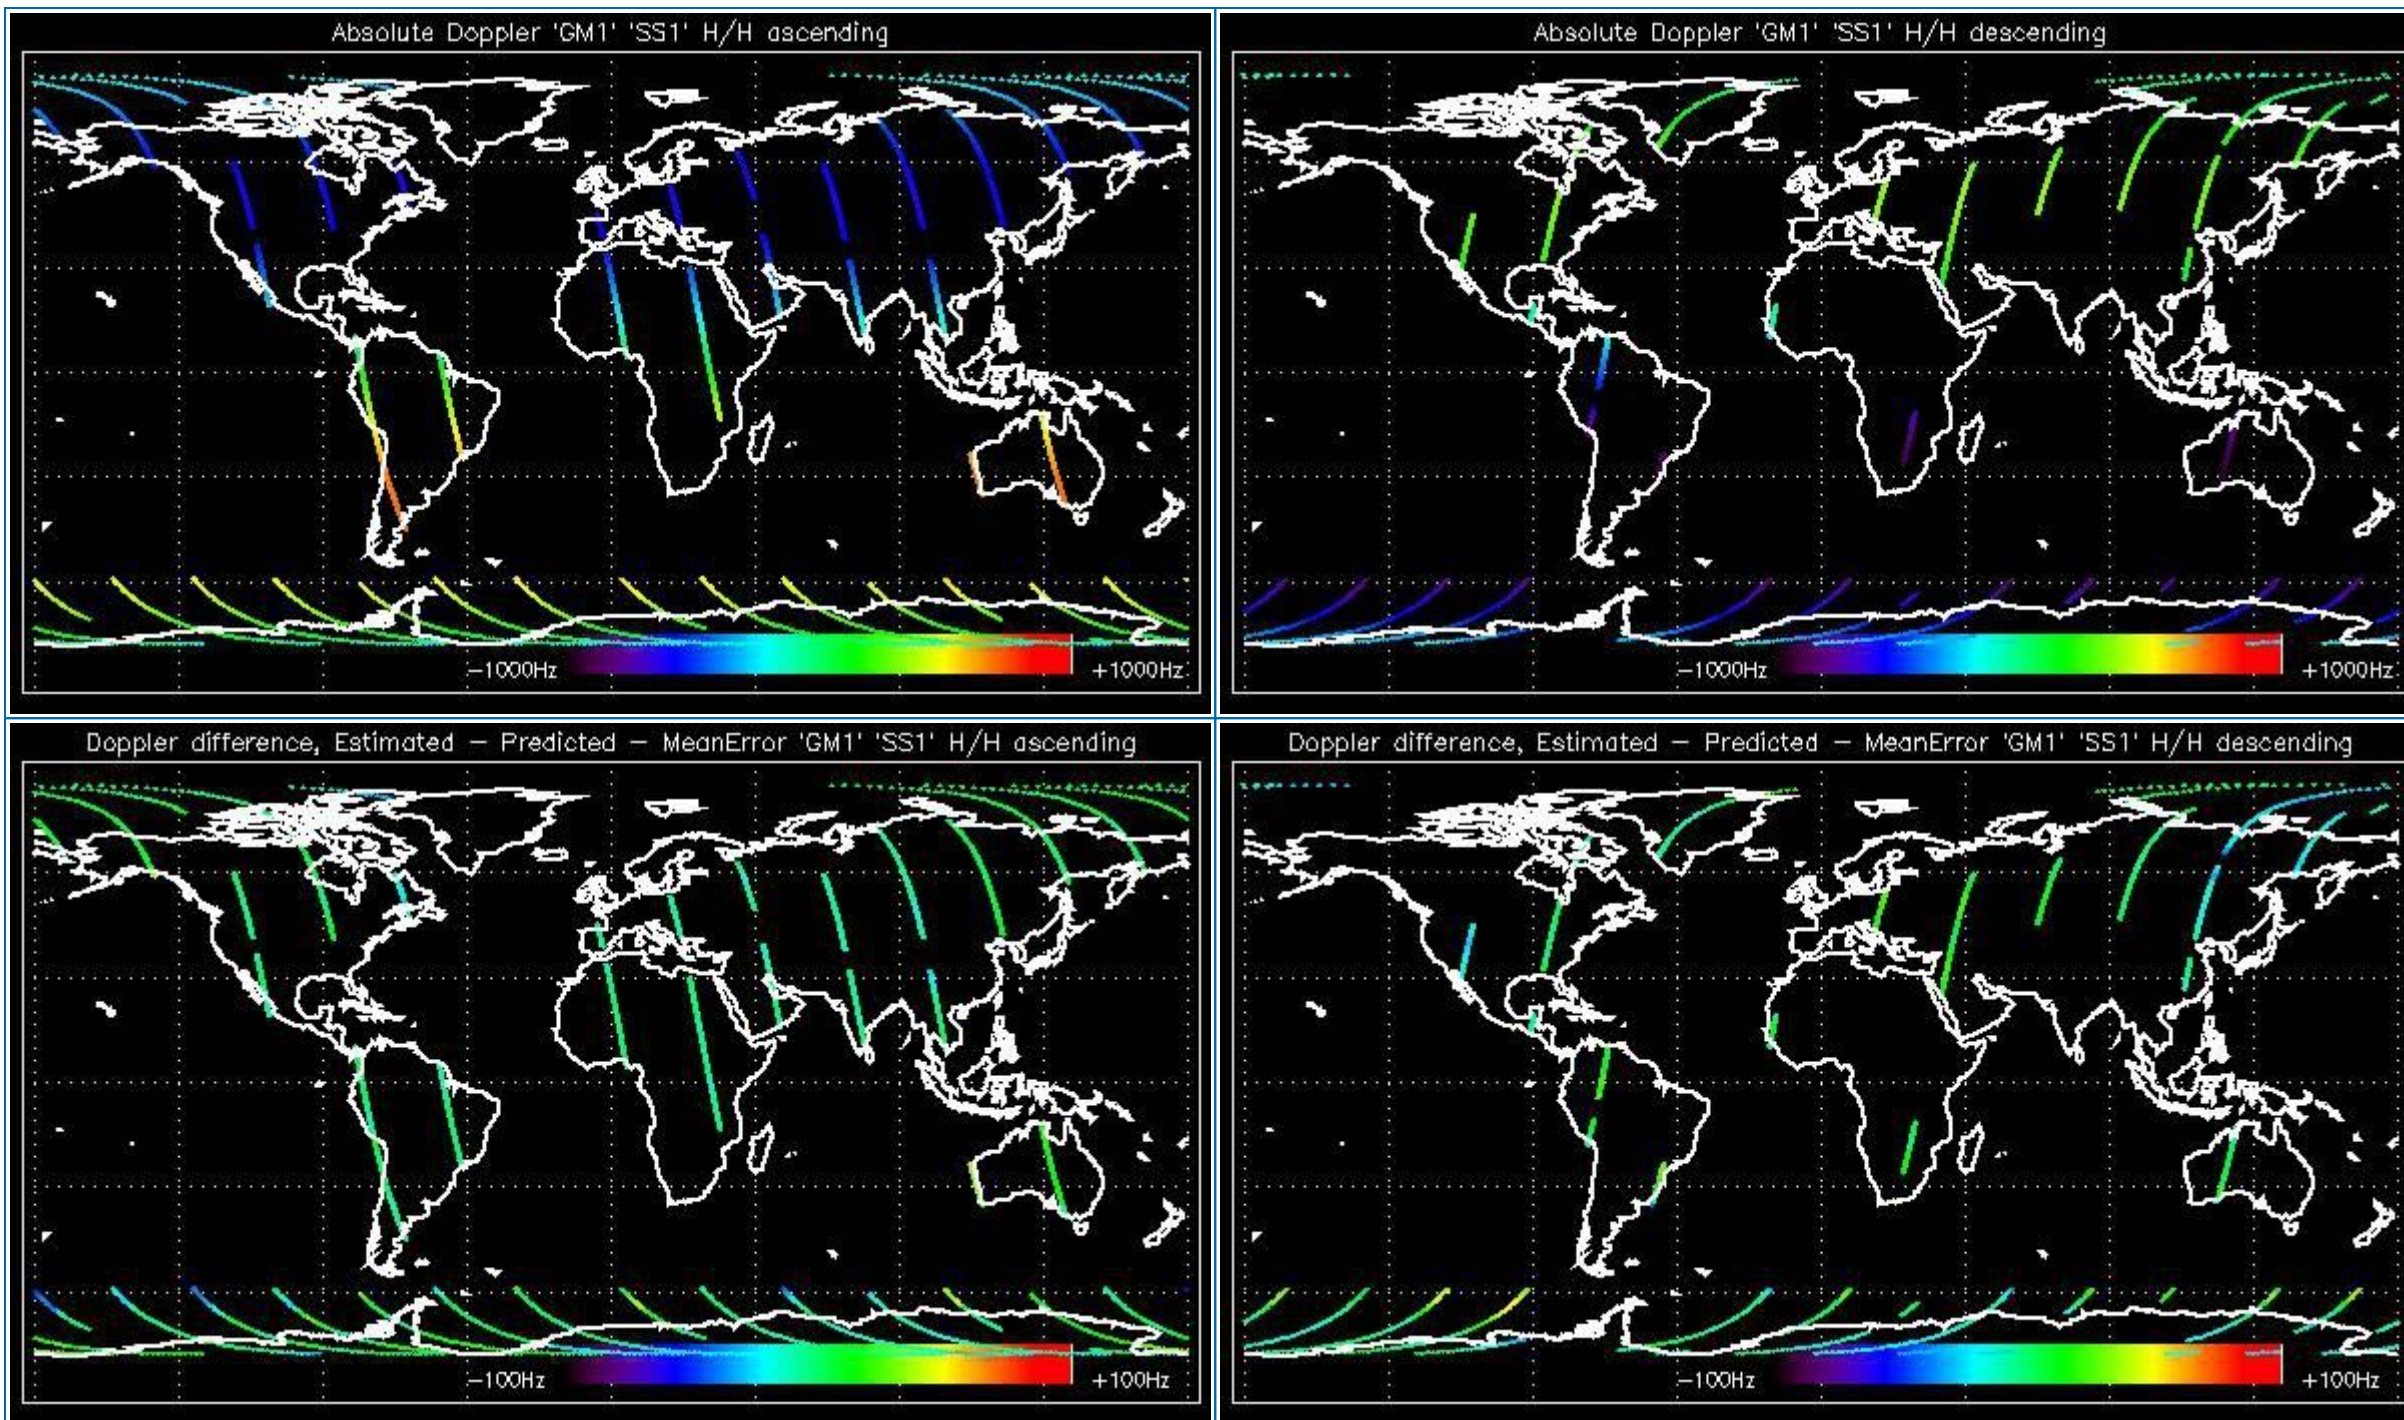 Absolute Doppler 'GM1' 'SS1' H/H ascending
−1000Hz +1000Hz
Absolute Doppler 'GM1' 'SS1' H/H descending
−1000Hz +1000Hz
Doppler difference, Estimated − Predicted − MeanError 'GM1' 'SS1' H/H ascending
−100Hz +100Hz
Doppler difference, Estimated − Predicted − MeanError 'GM1' 'SS1' H/H descending
−100Hz +100Hz